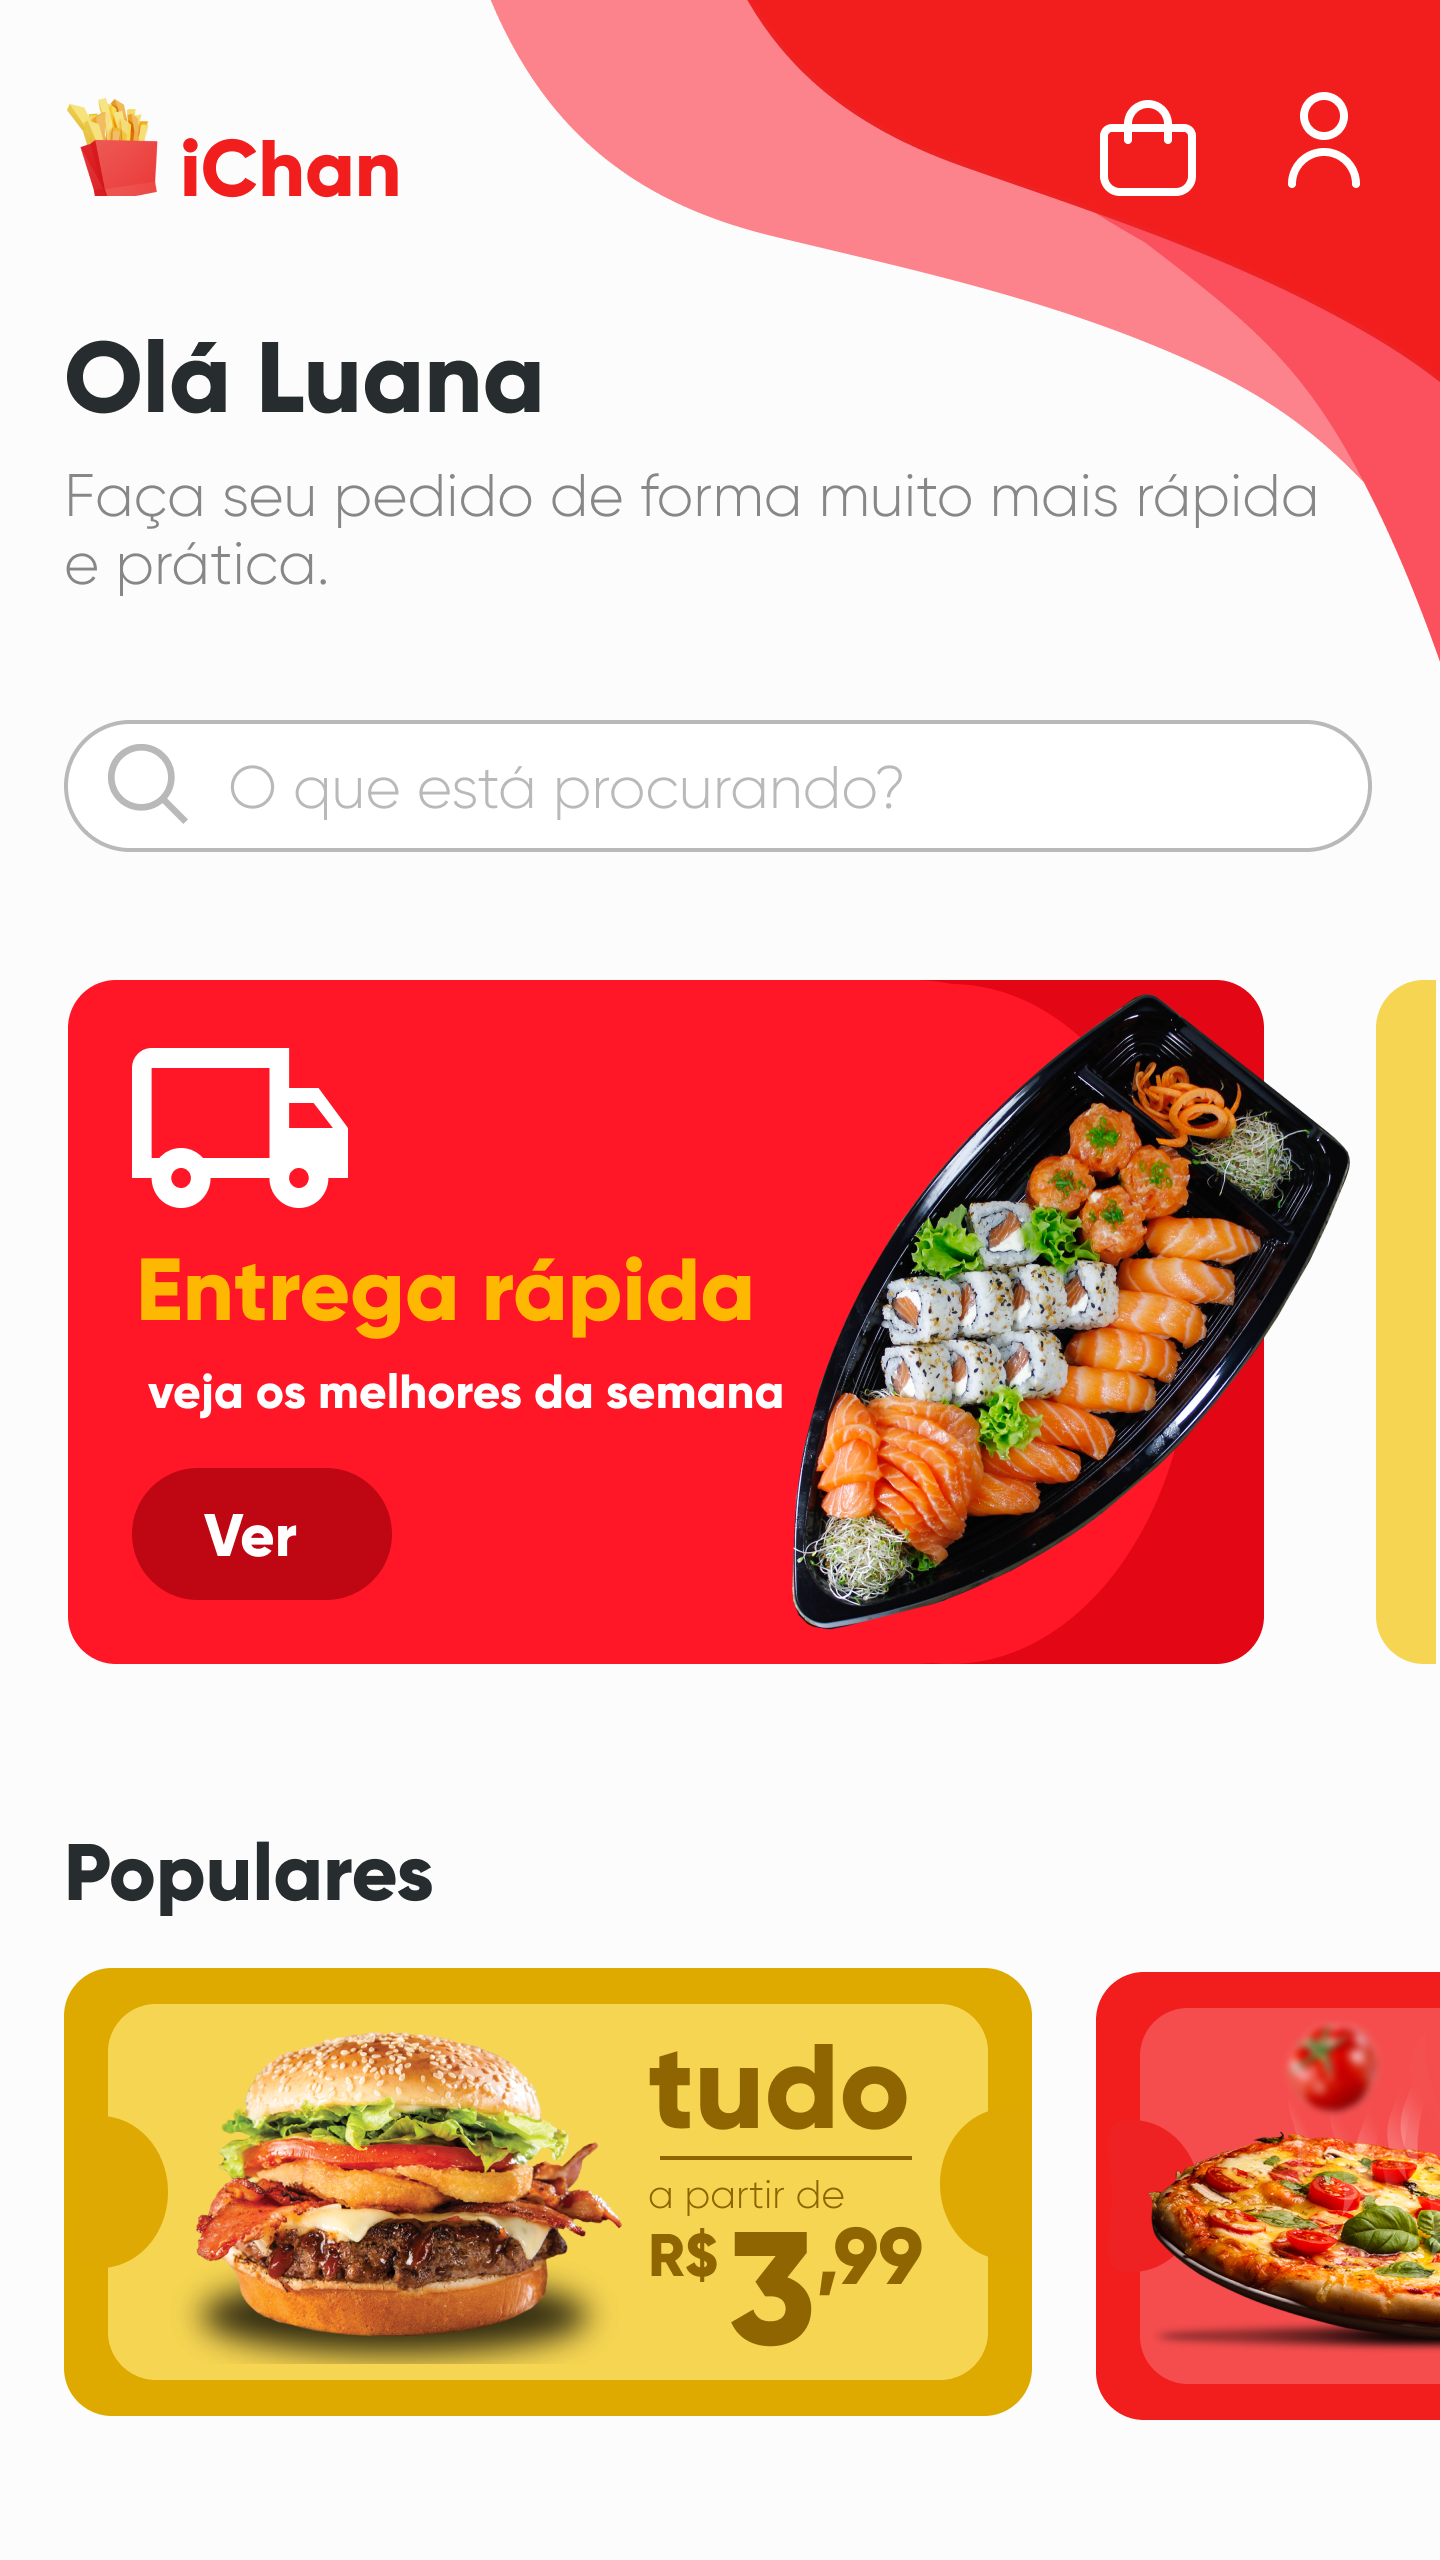 iChan
Olá Luana
Faça seu pedido de forma muito mais rápida
e prática.
O que está procurando?
Entrega rápida
veja os melhores da semana
Ver
Populares
tudo
a partir de
R$ 3,99